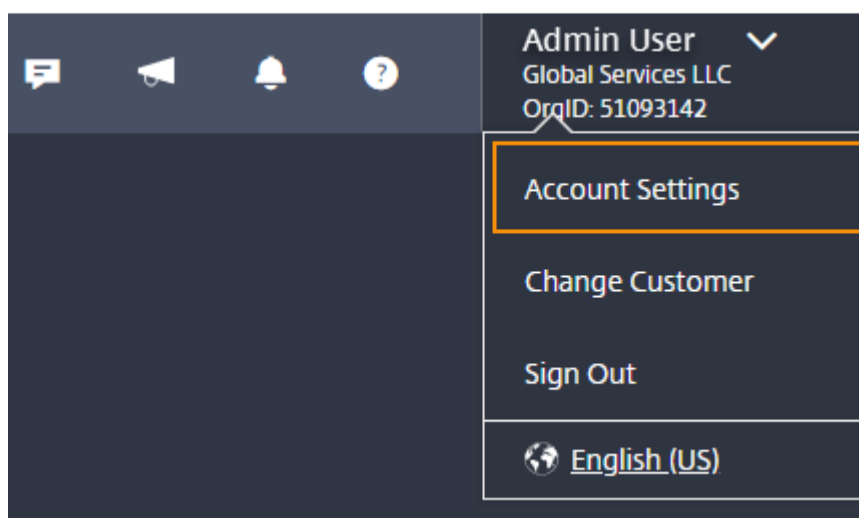 Admin User
Global Services LLC
OrgID: 51093142
Account Settings
Change Customer
Sign Out
English (US)